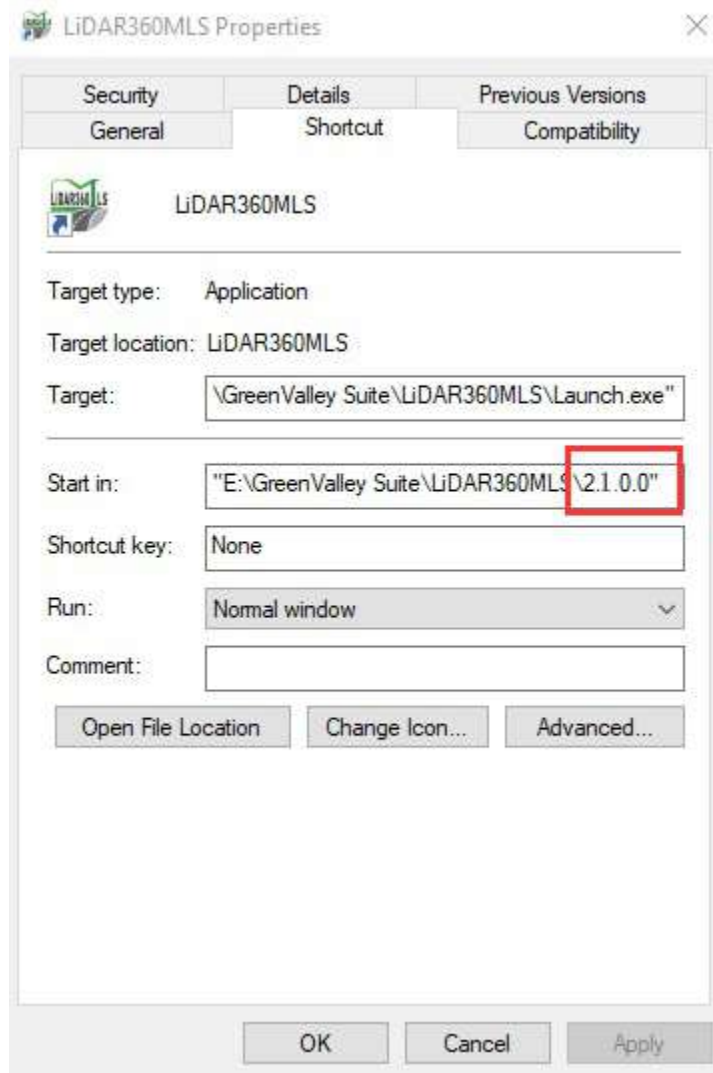 LiDAR360MLS Properties
Security Details Previous Versions
General Shortcut Compatibility
LiDAR360MLS
Target type: Application
Target location: LiDAR360MLS
Target: \GreenValley Suite\LiDAR360MLS\Launch.exe"
Start in: "E:\GreenValley Suite\LiDAR360MLS\2.1.0.0"
Shortcut key: None
Run: Normal window
Comment:
Open File Location Change Icon... Advanced...
OK Cancel Apply